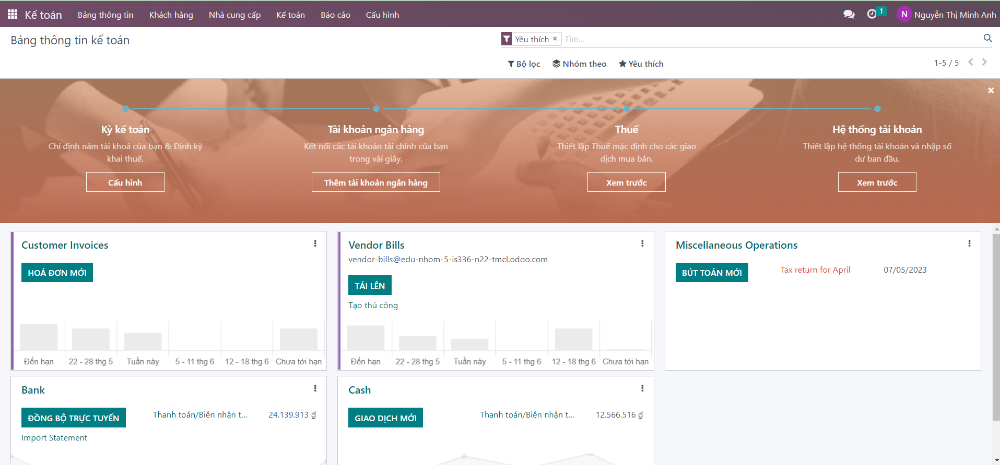 Kế toán Bảng thông tin Khách hàng Nhà cung cấp Kế toán Báo cáo Cấu hình 1 N Nguyễn Thị Minh Anh
Bảng thông tin kế toán
Yêu thích × Tìm...
Bộ lọc Nhóm theo Yêu thích 1-5 / 5
Kỳ kế toán
Chỉ định năm tài khoá của bạn & Định kỳ
khai thuế.
Cấu hình
Tài khoản ngân hàng
Kết nối các tài khoản tài chính của bạn
trong vài giây.
Thêm tài khoản ngân hàng
Thuế
Thiết lập Thuế mặc định cho các giao
dịch mua bán.
Xem trước
Hệ thống tài khoản
Thiết lập hệ thống tài khoản và nhập số
dư ban đầu.
Xem trước
Customer Invoices
HOÁ ĐƠN MỚI
Đến hạn 22 - 28 thg 5 Tuần này 5 - 11 thg 6 12 - 18 thg 6 Chưa tới hạn
Vendor Bills
vendor-bills@edu-nhom-5-is336-n22-tmcl.odoo.com
TẢI LÊN
Tạo thủ công
Đến hạn 22 - 28 thg 5 Tuần này 5 - 11 thg 6 12 - 18 thg 6 Chưa tới hạn
Miscellaneous Operations
BÚT TOÁN MỚI Tax return for April 07/05/2023
Bank
ĐỒNG BỘ TRỰC TUYẾN Thanh toán/Biên nhận t... 24.139.913 ₫
Import Statement
Cash
GIAO DỊCH MỚI Thanh toán/Biên nhận t... 12.566.516 ₫